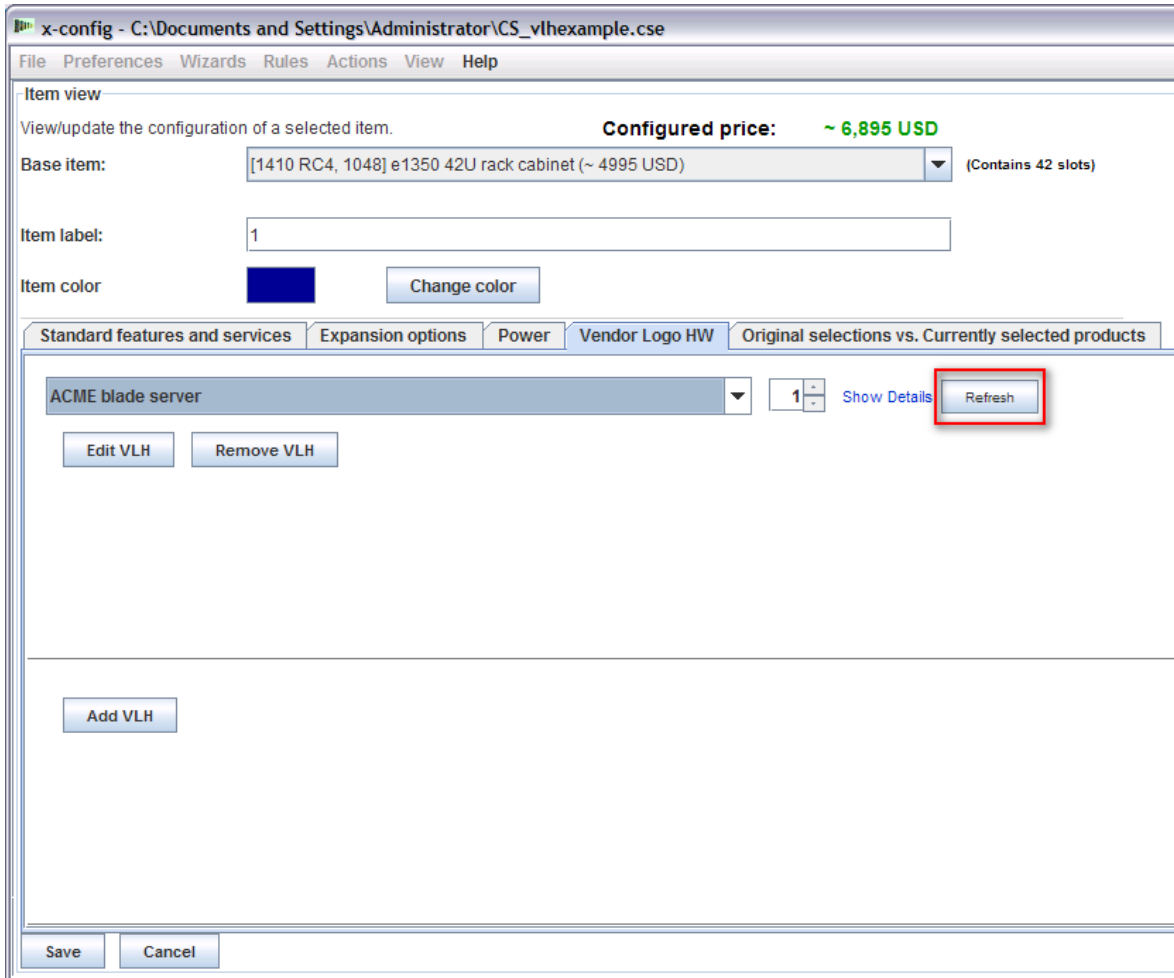 x-config - C:\Documents and Settings\Administrator\CS_vlhexample.cse
File Preferences Wizards Rules Actions View Help
Item view
View/update the configuration of a selected item. Configured price: ~ 6,895 USD
Base item: [1410 RC4, 1048] e1350 42U rack cabinet (~ 4995 USD) (Contains 42 slots)
Item label: 1
Item color Change color
Standard features and services Expansion options Power Vendor Logo HW Original selections vs. Currently selected products
ACME blade server 1 Show Details Refresh
Edit VLH Remove VLH
Add VLH
Save Cancel